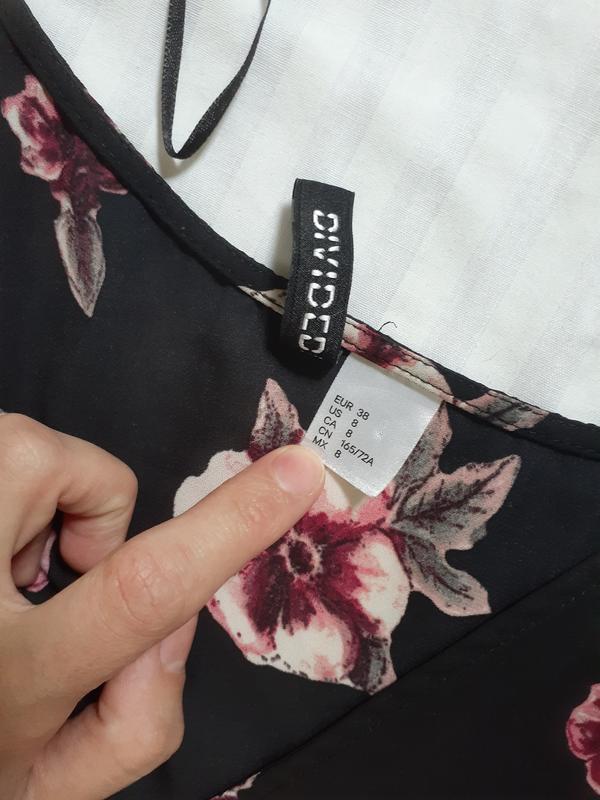 DIVIDED
EUR 38
US 8
CA 8
CN 165/72A
MX 8